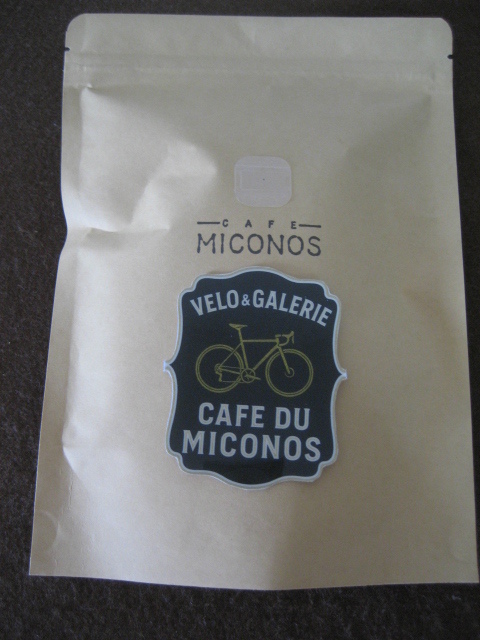 CAFE
MICONOS
VELO & GALERIE
CAFE DU
MICONOS